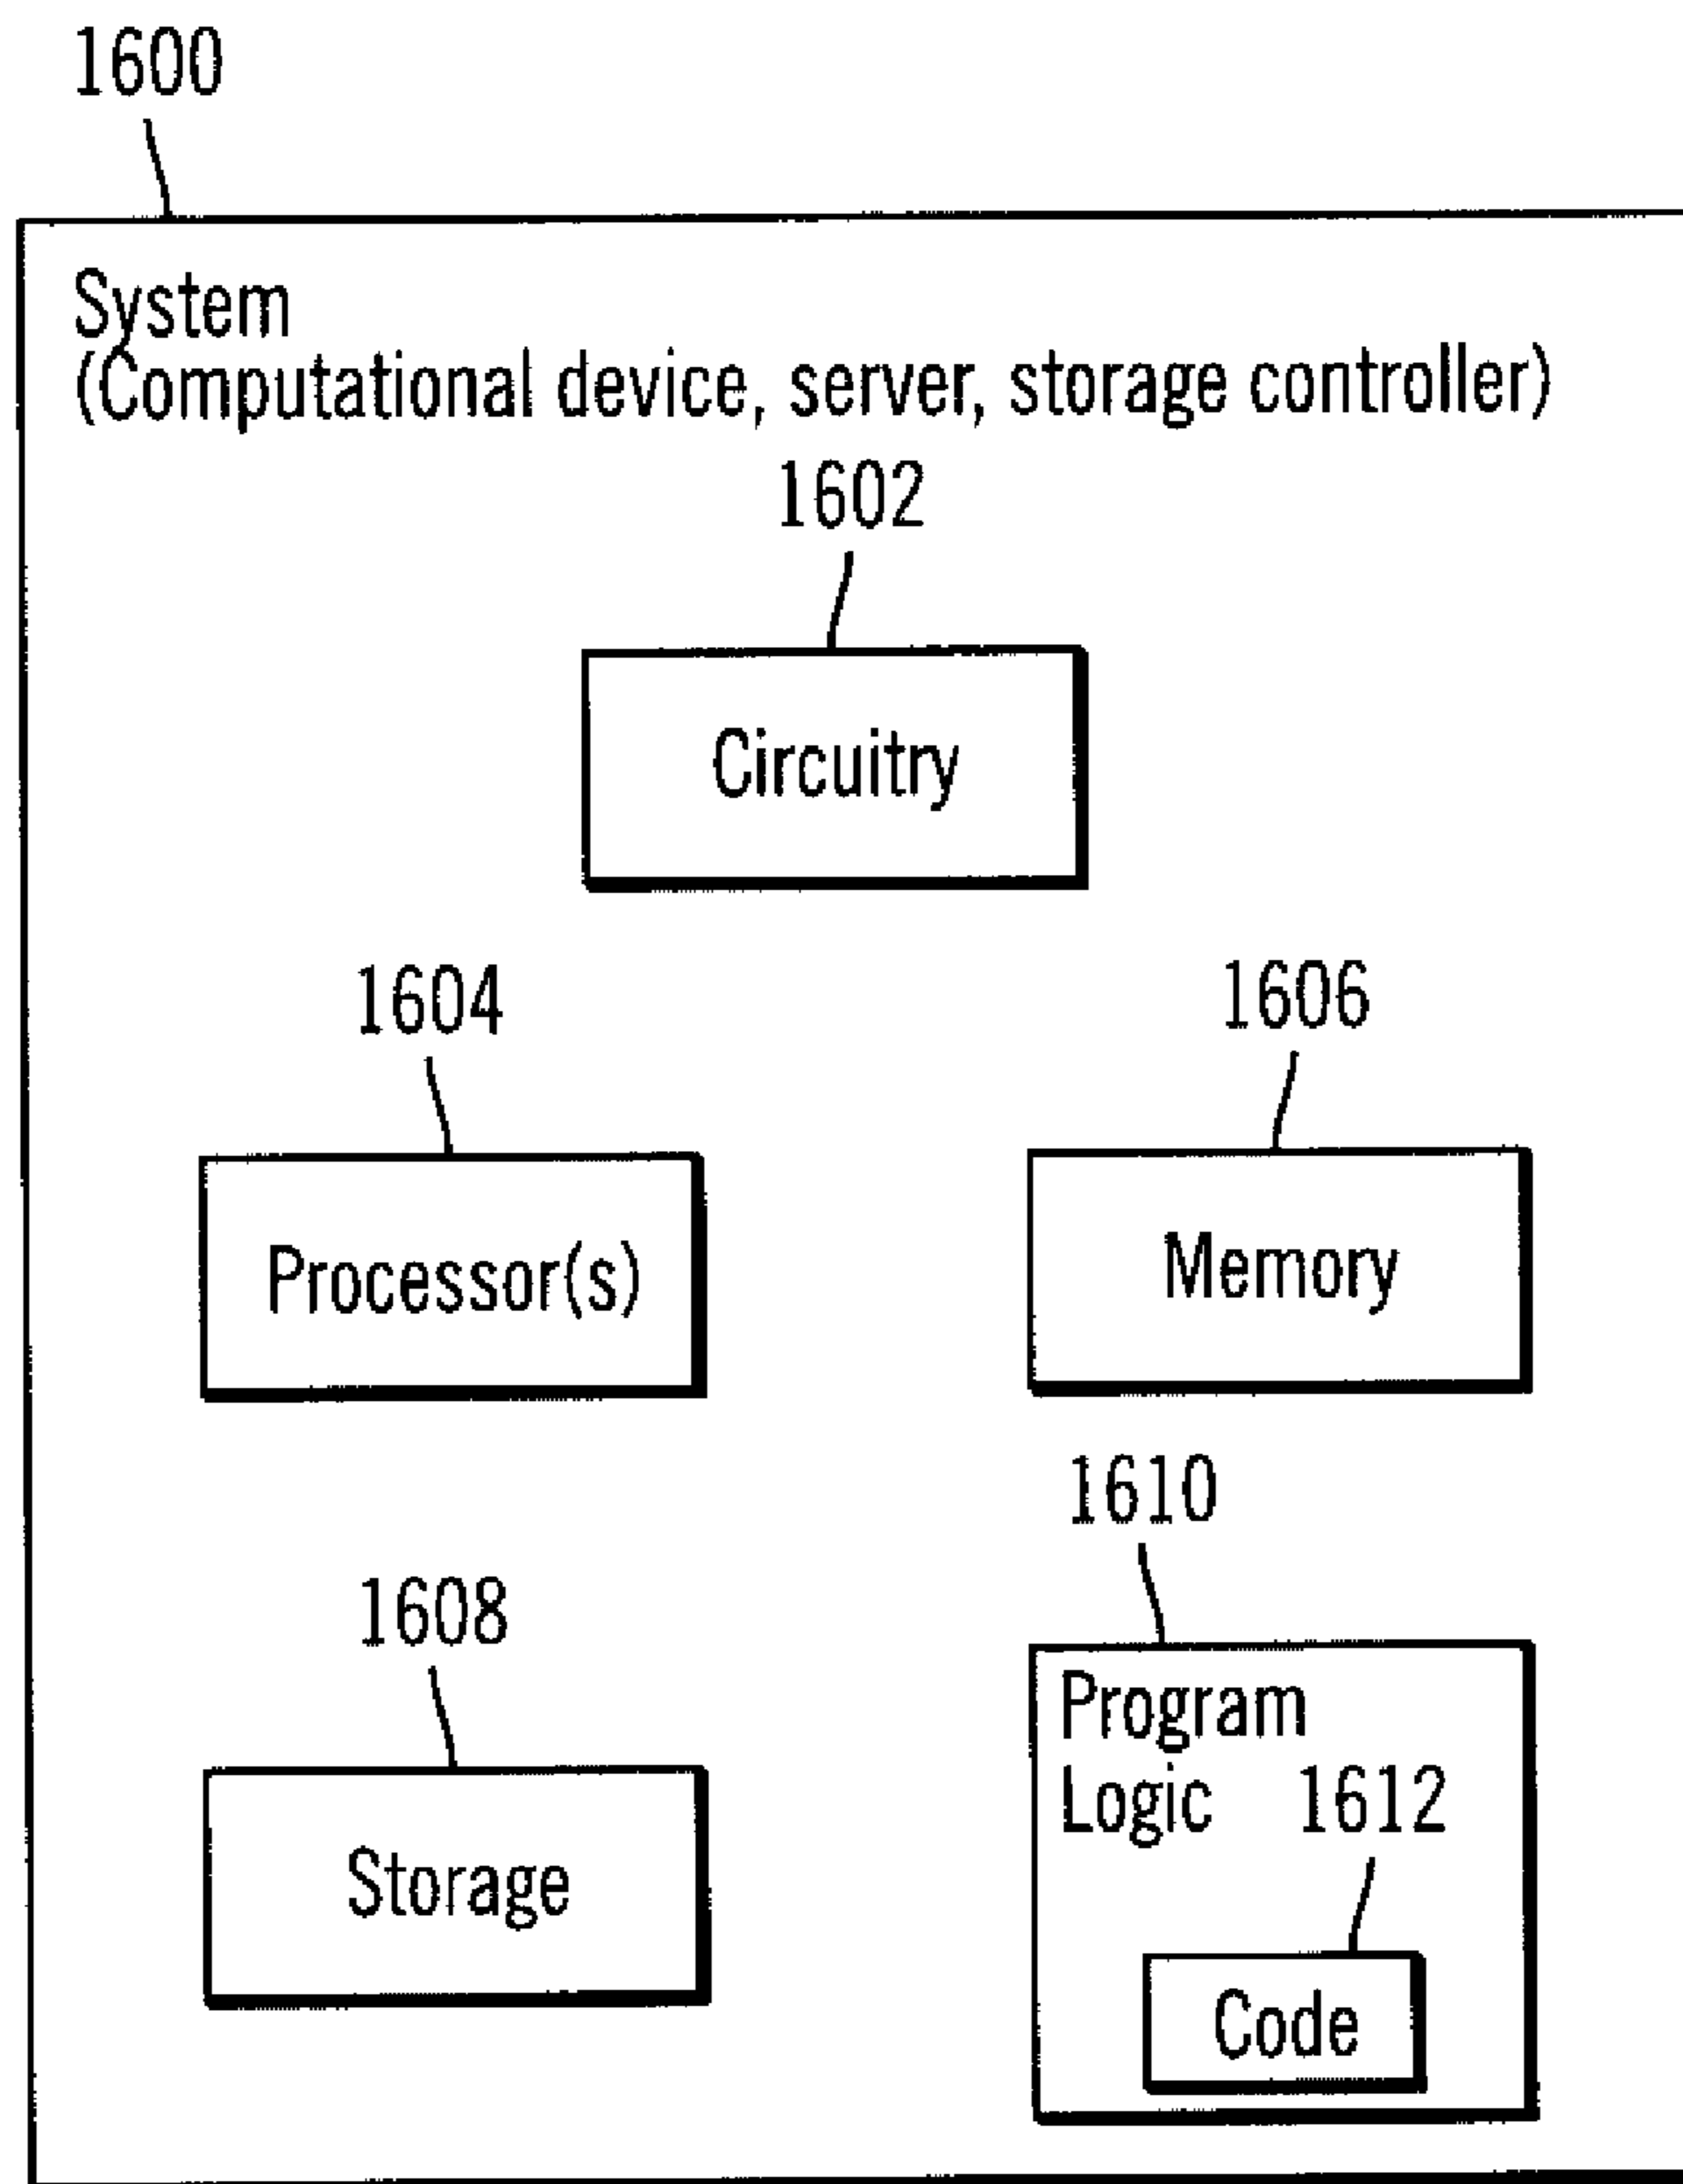 1600
System
(Computational device, server, storage controller)
1602
Circuitry
1604
1606
Processor(s)
Memory
1610
1608
Program
Logic 1612
Storage
Code